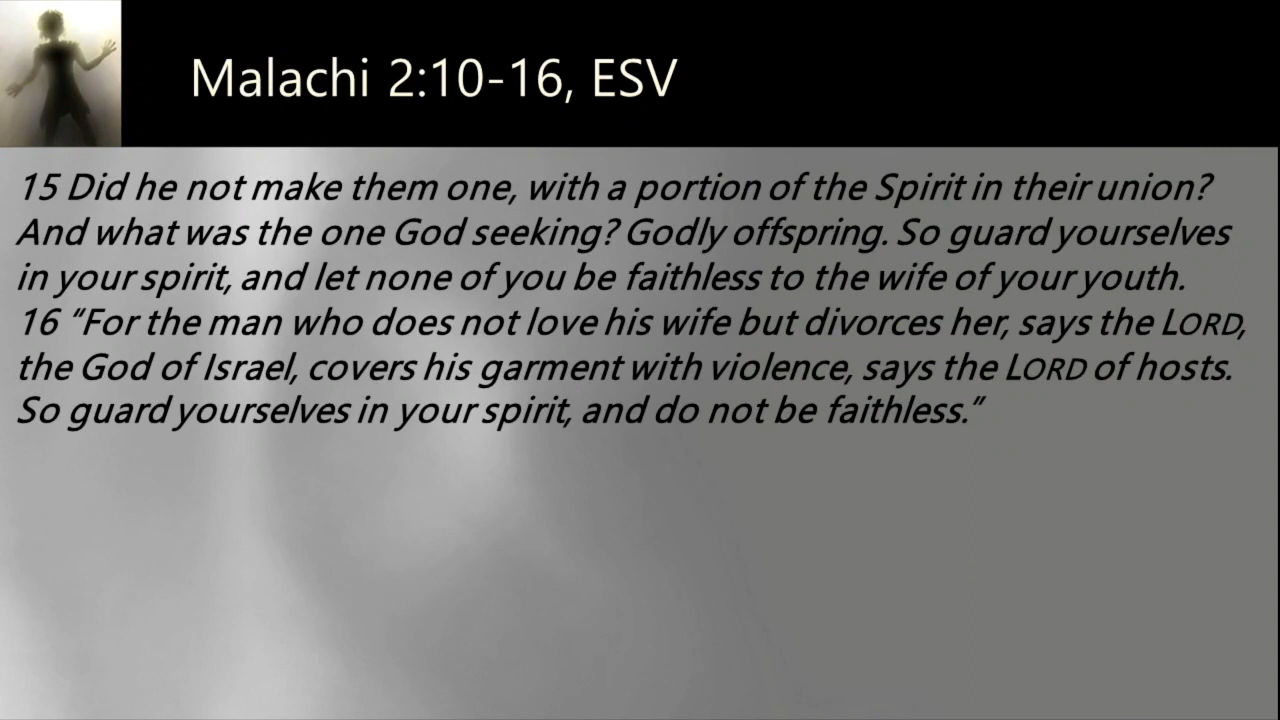 Malachi 2:10-16, ESV
15 Did he not make them one, with a portion of the Spirit in their union?
And what was the one God seeking? Godly offspring. So guard yourselves
in your spirit, and let none of you be faithless to the wife of your youth.
16 “For the man who does not love his wife but divorces her, says the LORD,
the God of Israel, covers his garment with violence, says the LORD of hosts.
So guard yourselves in your spirit, and do not be faithless.”